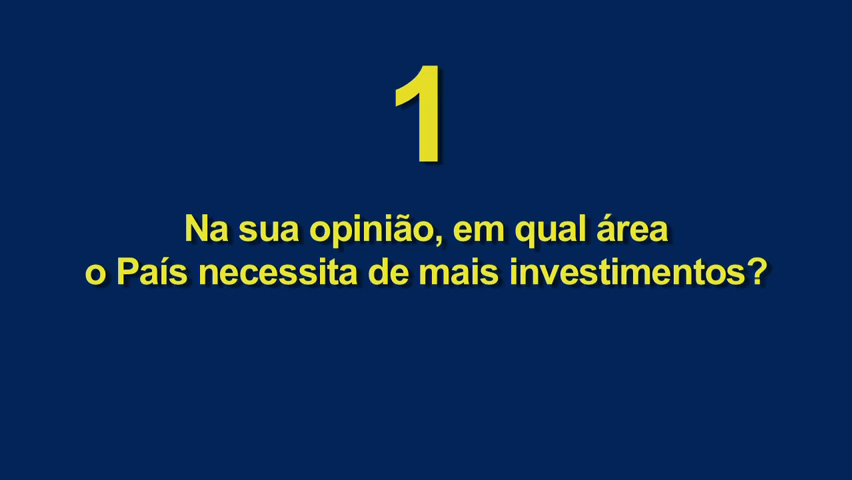 1
Na sua opinião, em qual área
o País necessita de mais investimentos?